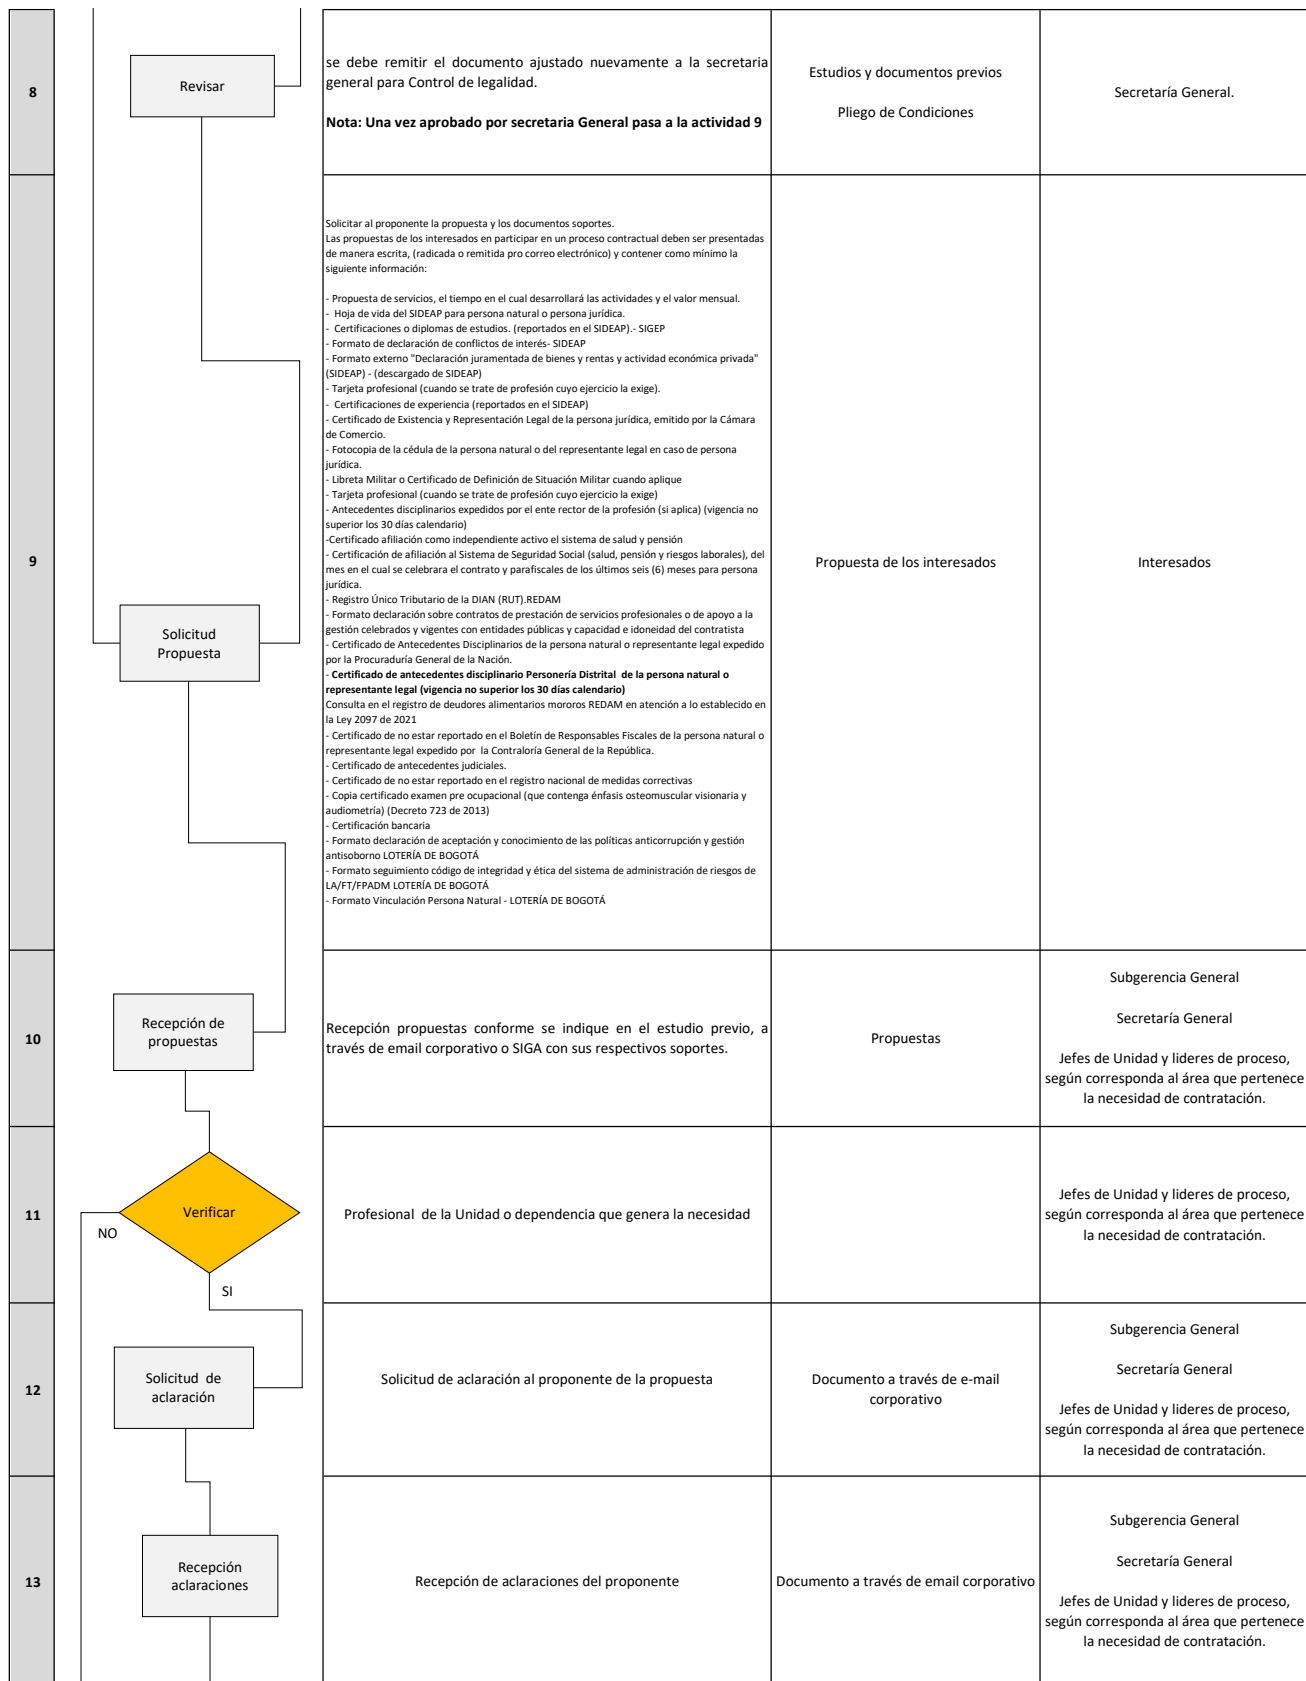 8
Revisar
se debe remitir el documento ajustado nuevamente a la secretaria
general para Control de legalidad.
Nota: Una vez aprobado por secretaria General pasa a la actividad 9
Estudios y documentos previos
Pliego de Condiciones
Secretaría General.
9
Solicitud
Propuesta
Solicitar al proponente la propuesta y los documentos soportes.
Las propuestas de los interesados en participar en un proceso contractual deben ser presentadas
de manera escrita, (radicada o remitida pro correo electrónico) y contener como mínimo la
siguiente información:
- Propuesta de servicios, el tiempo en el cual desarrollará las actividades y el valor mensual.
- Hoja de vida del SIDEAP para persona natural o persona jurídica.
- Certificaciones o diplomas de estudios. (reportados en el SIDEAP).- SIGEP
- Formato de declaración de conflictos de interés- SIDEAP
- Formato externo "Declaración juramentada de bienes y rentas y actividad económica privada"
(SIDEAP) - (descargado de SIDEAP)
- Tarjeta profesional (cuando se trate de profesión cuyo ejercicio la exige).
- Certificaciones de experiencia (reportados en el SIDEAP)
- Certificado de Existencia y Representación Legal de la persona jurídica, emitido por la Cámara
de Comercio.
- Fotocopia de la cédula de la persona natural o del representante legal en caso de persona
jurídica.
- Libreta Militar o Certificado de Definición de Situación Militar cuando aplique
- Tarjeta profesional (cuando se trate de profesión cuyo ejercicio la exige)
- Antecedentes disciplinarios expedidos por el ente rector de la profesión (si aplica) (vigencia no
superior los 30 días calendario)
-Certificado afiliación como independiente activo el sistema de salud y pensión
- Certificación de afiliación al Sistema de Seguridad Social (salud, pensión y riesgos laborales), del
mes en el cual se celebrara el contrato y parafiscales de los últimos seis (6) meses para persona
jurídica.
- Registro Único Tributario de la DIAN (RUT).REDAM
- Formato declaración sobre contratos de prestación de servicios profesionales o de apoyo a la
gestión celebrados y vigentes con entidades públicas y capacidad e idoneidad del contratista
- Certificado de Antecedentes Disciplinarios de la persona natural o representante legal expedido
por la Procuraduría General de la Nación.
- Certificado de antecedentes disciplinario Personería Distrital de la persona natural o
representante legal (vigencia no superior los 30 días calendario)
Consulta en el registro de deudores alimentarios mororos REDAM en atención a lo establecido en
la Ley 2097 de 2021
- Certificado de no estar reportado en el Boletín de Responsables Fiscales de la persona natural o
representante legal expedido por la Contraloría General de la República.
- Certificado de antecedentes judiciales.
- Certificado de no estar reportado en el registro nacional de medidas correctivas
- Copia certificado examen pre ocupacional (que contenga énfasis osteomuscular visionaria y
audiometría) (Decreto 723 de 2013)
- Certificación bancaria
- Formato declaración de aceptación y conocimiento de las políticas anticorrupción y gestión
antisoborno LOTERÍA DE BOGOTÁ
- Formato seguimiento código de integridad y ética del sistema de administración de riesgos de
LA/FT/FPADM LOTERÍA DE BOGOTÁ
- Formato Vinculación Persona Natural - LOTERÍA DE BOGOTÁ
Propuesta de los interesados
Interesados
10
Recepción de
propuestas
Recepción propuestas conforme se indique en el estudio previo, a
través de email corporativo o SIGA con sus respectivos soportes.
Propuestas
Subgerencia General
Secretaría General
Jefes de Unidad y lideres de proceso,
según corresponda al área que pertenece
la necesidad de contratación.
11
Verificar
NO
SI
Profesional de la Unidad o dependencia que genera la necesidad
Jefes de Unidad y lideres de proceso,
según corresponda al área que pertenece
la necesidad de contratación.
12
Solicitud de
aclaración
Solicitud de aclaración al proponente de la propuesta
Documento a través de e-mail
corporativo
Subgerencia General
Secretaría General
Jefes de Unidad y lideres de proceso,
según corresponda al área que pertenece
la necesidad de contratación.
13
Recepción
aclaraciones
Recepción de aclaraciones del proponente
Documento a través de email corporativo
Subgerencia General
Secretaría General
Jefes de Unidad y lideres de proceso,
según corresponda al área que pertenece
la necesidad de contratación.